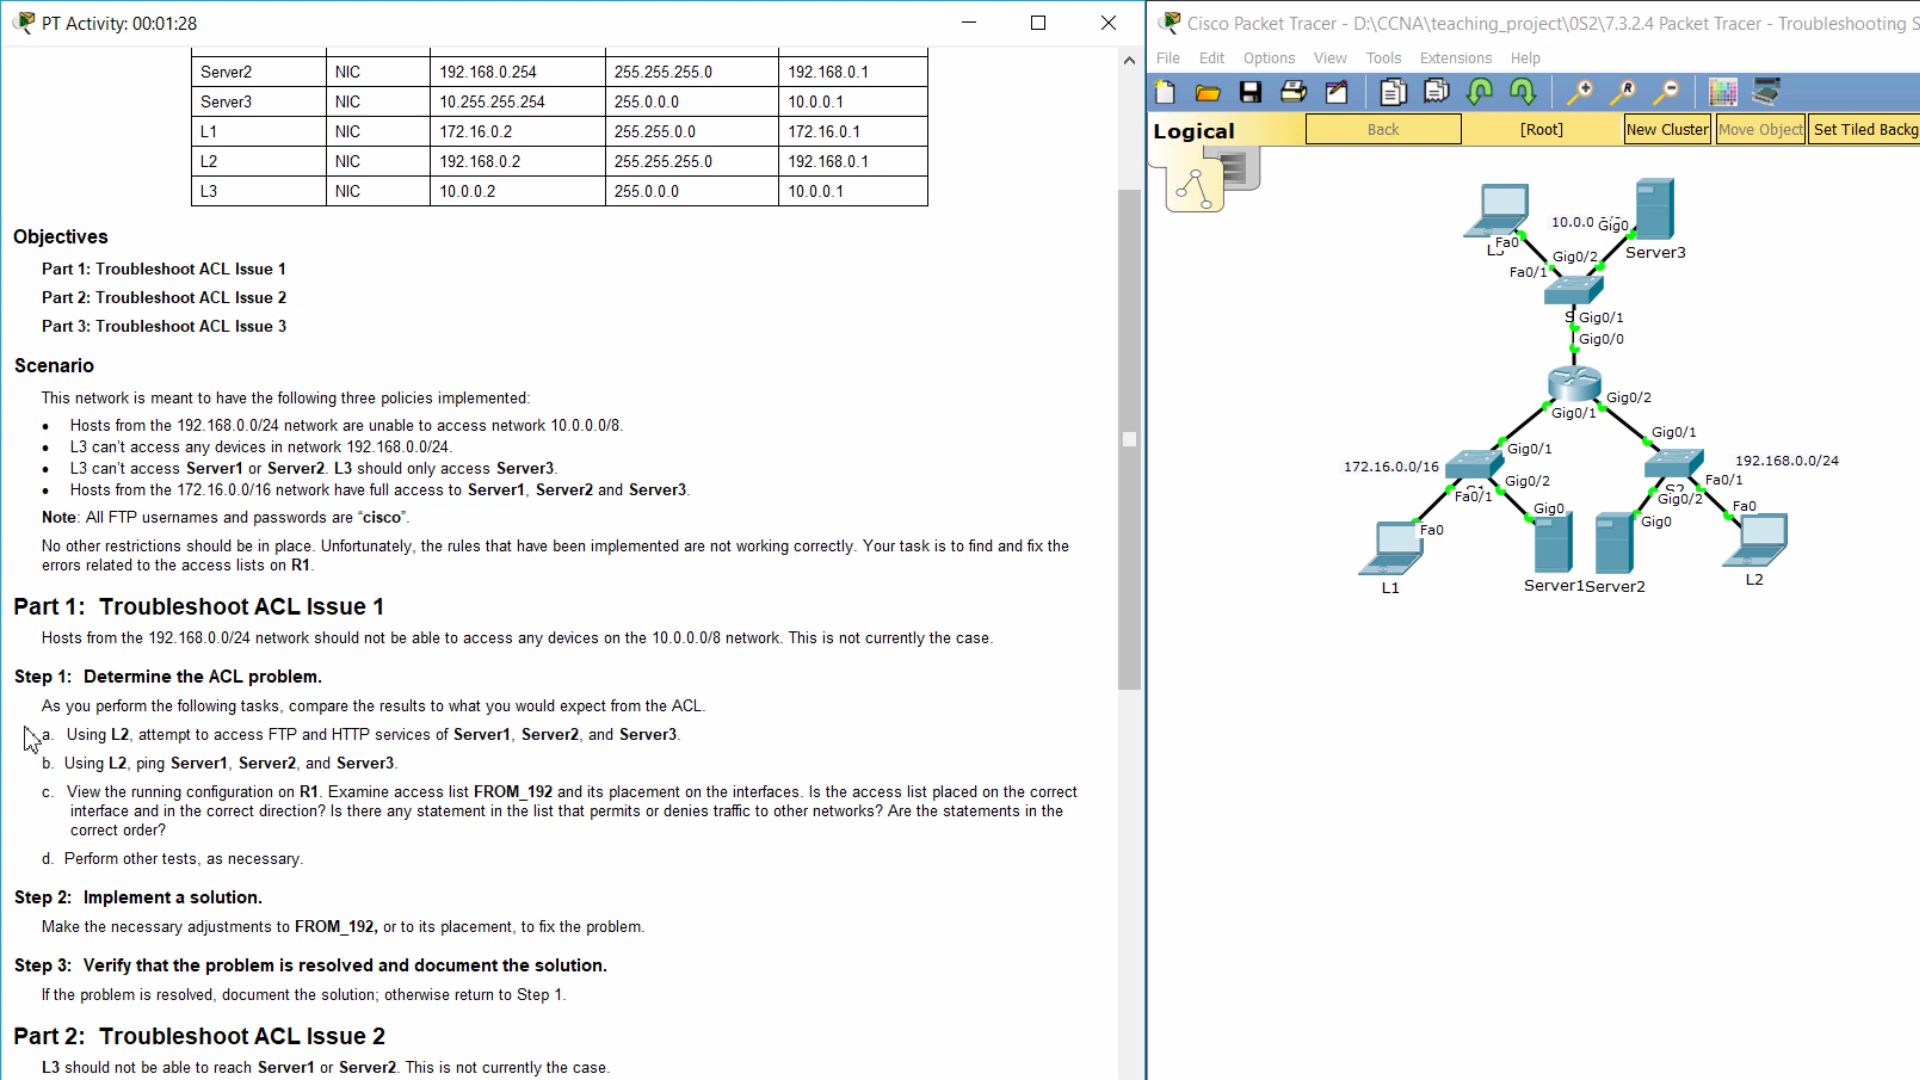 PT Activity: 00:01:28
Server2 NIC 192.168.0.254 255.255.255.0 192.168.0.1
Server3 NIC 10.255.255.254 255.0.0.0 10.0.0.1
L1 NIC 172.16.0.2 255.255.0.0 172.16.0.1
L2 NIC 192.168.0.2 255.255.255.0 192.168.0.1
L3 NIC 10.0.0.2 255.0.0.0 10.0.0.1
Objectives
Part 1: Troubleshoot ACL Issue 1
Part 2: Troubleshoot ACL Issue 2
Part 3: Troubleshoot ACL Issue 3
Scenario
This network is meant to have the following three policies implemented:
• Hosts from the 192.168.0.0/24 network are unable to access network 10.0.0.0/8.
• L3 can't access any devices in network 192.168.0.0/24.
• L3 can't access Server1 or Server2. L3 should only access Server3.
• Hosts from the 172.16.0.0/16 network have full access to Server1, Server2 and Server3.
Note: All FTP usernames and passwords are “cisco”.
No other restrictions should be in place. Unfortunately, the rules that have been implemented are not working correctly. Your task is to find and fix the
errors related to the access lists on R1.
Part 1: Troubleshoot ACL Issue 1
Hosts from the 192.168.0.0/24 network should not be able to access any devices on the 10.0.0.0/8 network. This is not currently the case.
Step 1: Determine the ACL problem.
As you perform the following tasks, compare the results to what you would expect from the ACL.
a. Using L2, attempt to access FTP and HTTP services of Server1, Server2, and Server3.
b. Using L2, ping Server1, Server2, and Server3.
c. View the running configuration on R1. Examine access list FROM_192 and its placement on the interfaces. Is the access list placed on the correct
interface and in the correct direction? Is there any statement in the list that permits or denies traffic to other networks? Are the statements in the
correct order?
d. Perform other tests, as necessary.
Step 2: Implement a solution.
Make the necessary adjustments to FROM_192, or to its placement, to fix the problem.
Step 3: Verify that the problem is resolved and document the solution.
If the problem is resolved, document the solution; otherwise return to Step 1.
Part 2: Troubleshoot ACL Issue 2
L3 should not be able to reach Server1 or Server2. This is not currently the case.
Cisco Packet Tracer - D:\CCNA\teaching_project\0S2\7.3.2.4 Packet Tracer - Troubleshooting S
File Edit Options View Tools Extensions Help
Logical Back [Root] New Cluster Move Object Set Tiled Backg
10.0.0 Gig0
Fa0
Server3
Gig0/2
Fa0/1
Gig0/1
Gig0/0
Gig0/2
Gig0/1
Gig0/1
Gig0/1
172.16.0.0/16
192.168.0.0/24
Gig0/2
Fa0/1
Fa0/1
Gig0/2
Gig0
Fa0
Gig0
Fa0
L1
Server1
Server2
L2